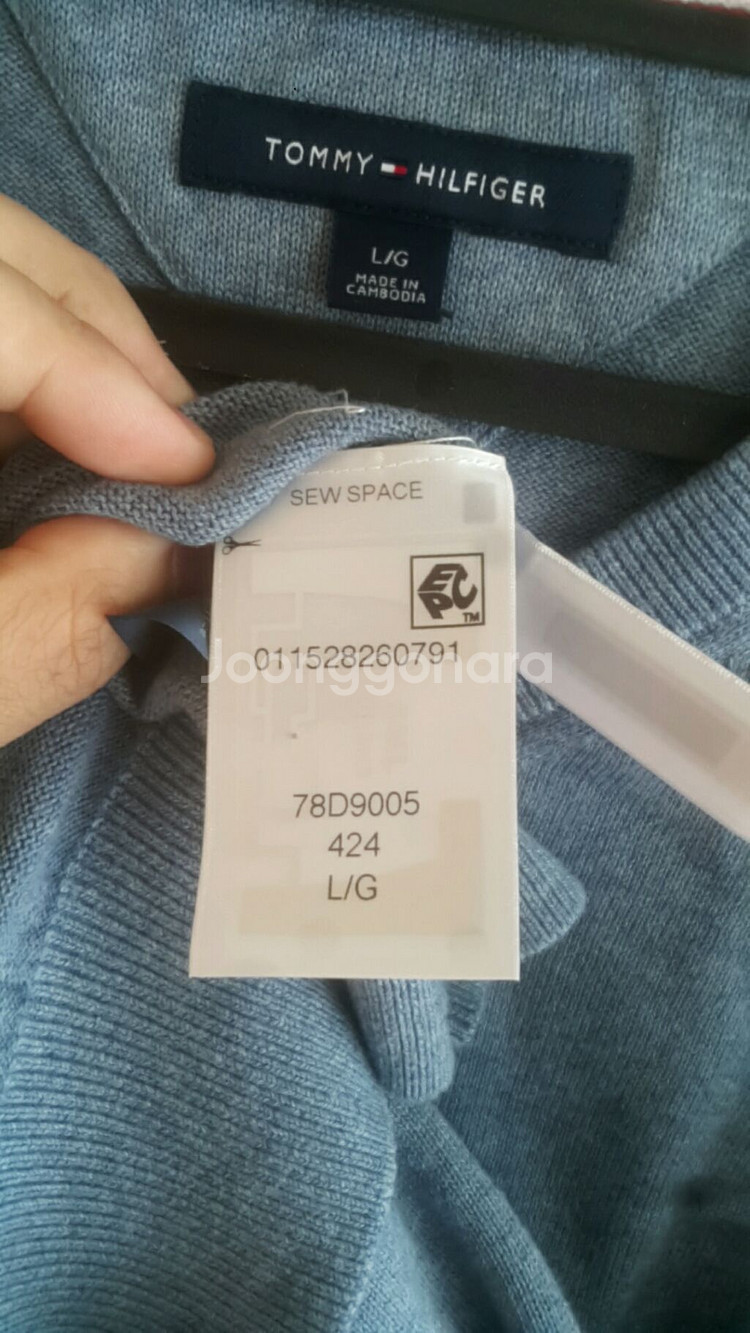 TOMMY HILFIGER
L/G
MADE IN
CAMBODIA
SEW SPACE
EPC
TM
011528260791
Joonggonara
78D9005
424
L/G